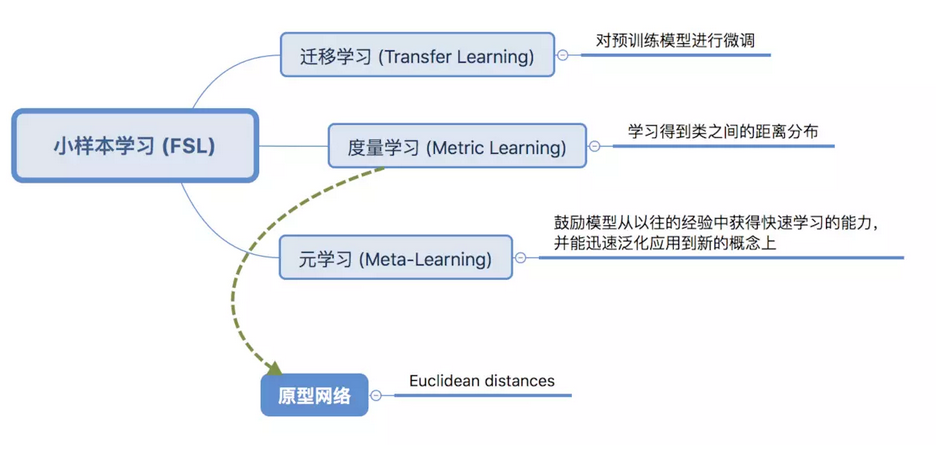 迁移学习 (Transfer Learning)
对预训练模型进行微调
小样本学习 (FSL)
度量学习 (Metric Learning)
学习得到类之间的距离分布
元学习 (Meta-Learning)
鼓励模型从以往的经验中获得快速学习的能力，
并能迅速泛化应用到新的概念上
原型网络
Euclidean distances